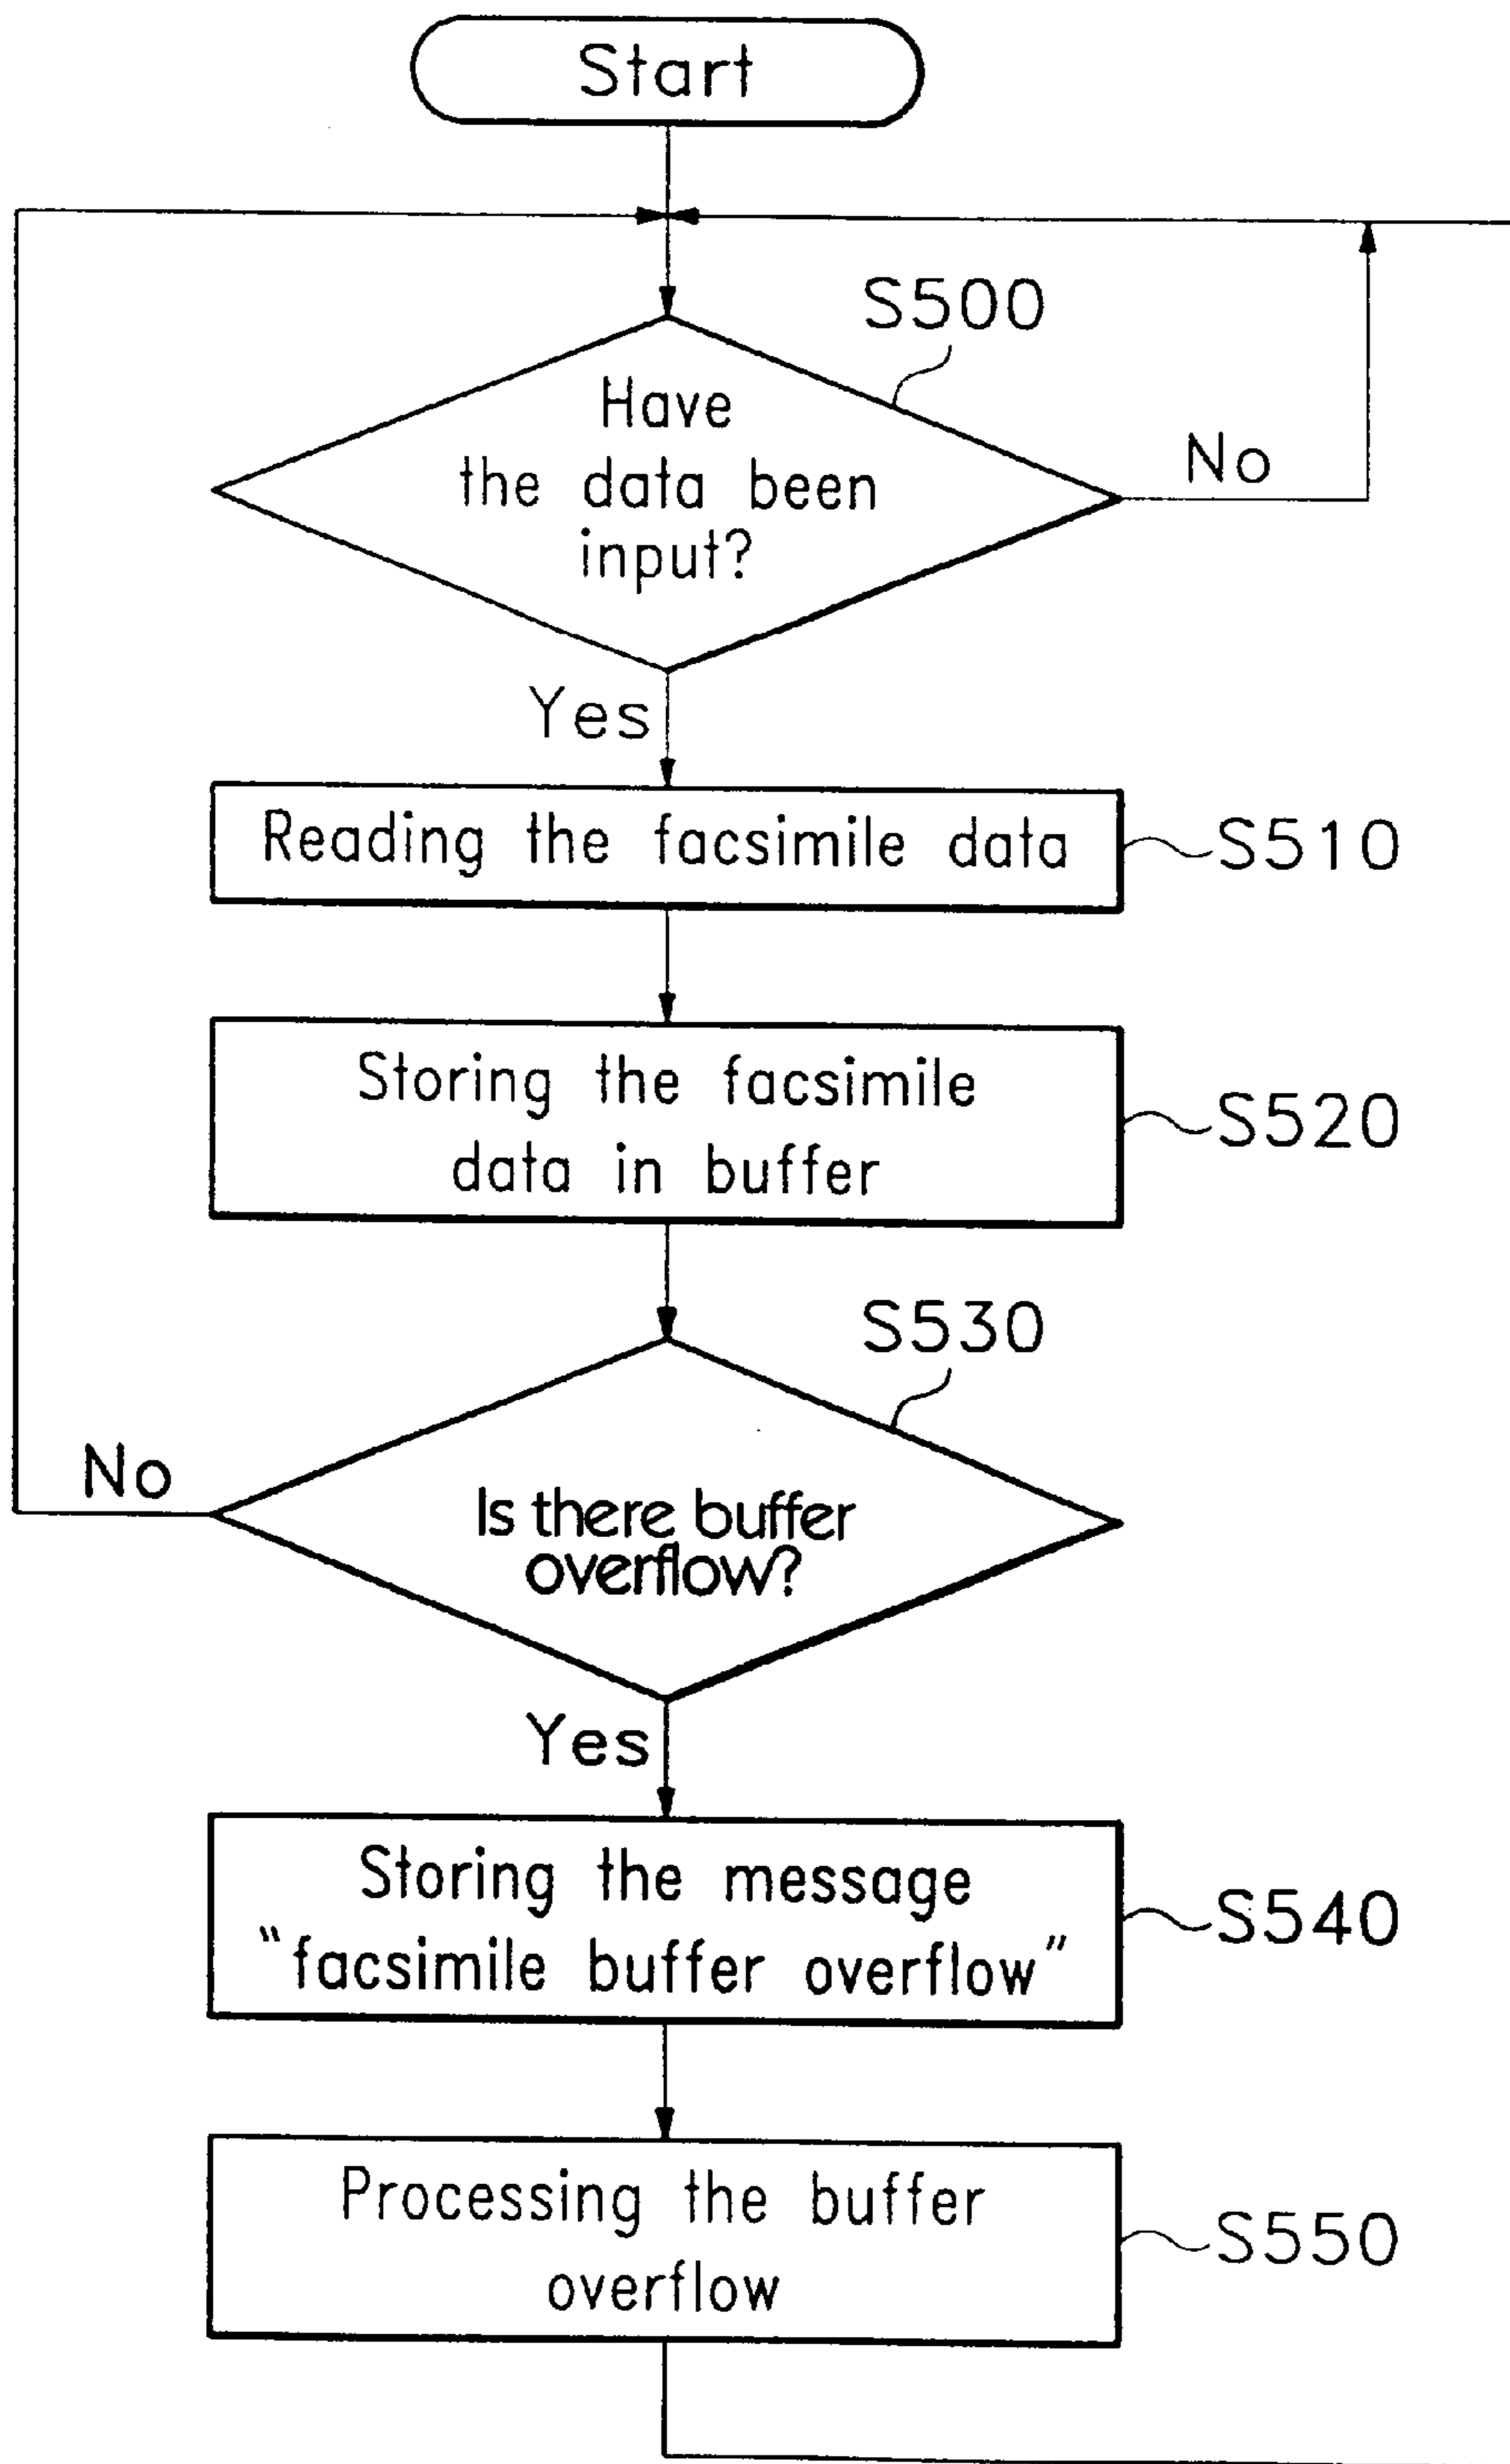 Start
S500
Have
the data been
input?
No
Yes
Reading the facsimile data
S510
Storing the facsimile
data in buffer
S520
S530
No
Is there buffer
overflow?
Yes
Storing the message
"facsimile buffer overflow"
S540
Processing the buffer
overflow
S550